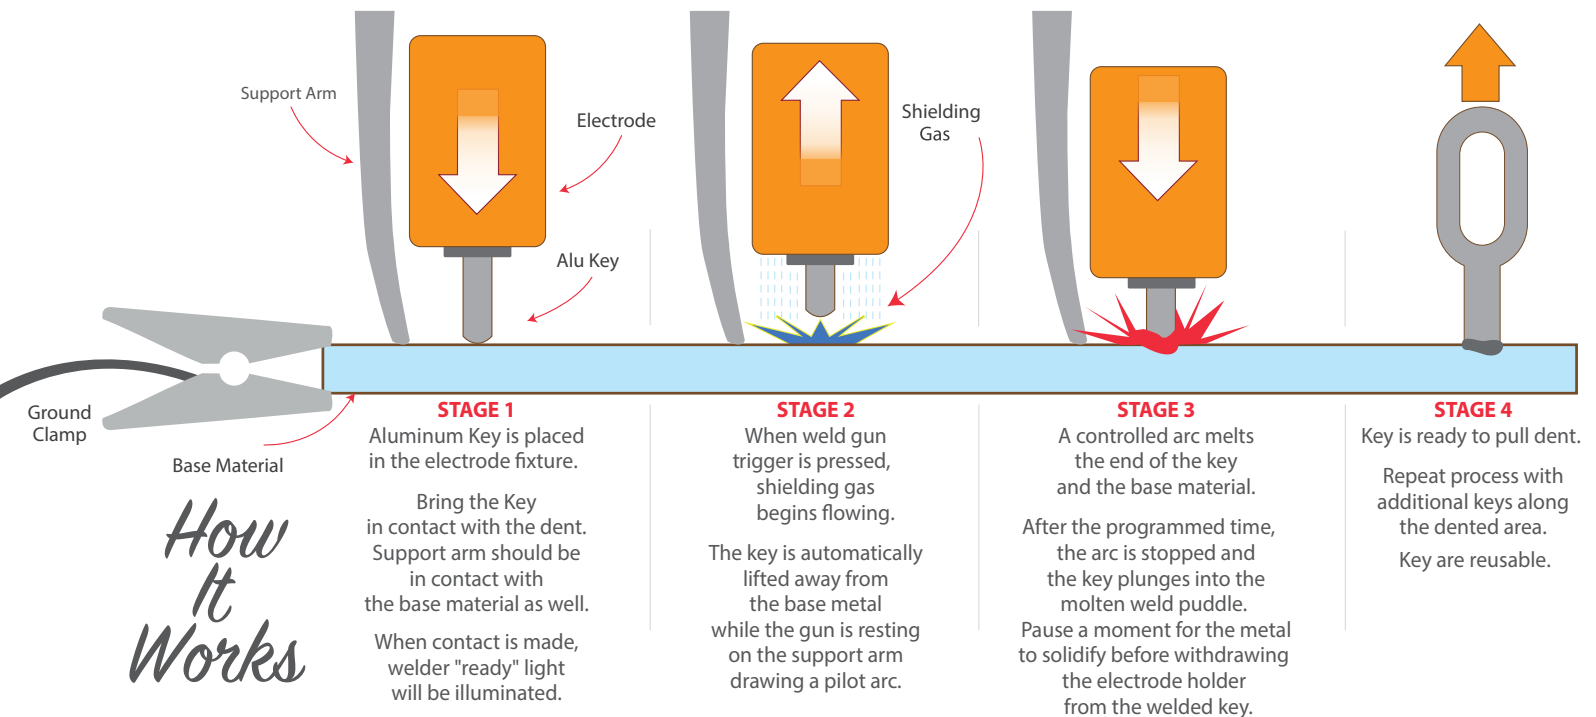 Support Arm
Electrode
Alu Key
Shielding
Gas
Ground
Clamp
Base Material
How
It
Works
STAGE 1
Aluminum Key is placed
in the electrode fixture.
Bring the Key
in contact with the dent.
Support arm should be
in contact with
the base material as well.
When contact is made,
welder "ready" light
will be illuminated.
STAGE 2
When weld gun
trigger is pressed,
shielding gas
begins flowing.
The key is automatically
lifted away from
the base metal
while the gun is resting
on the support arm
drawing a pilot arc.
STAGE 3
A controlled arc melts
the end of the key
and the base material.
After the programmed time,
the arc is stopped and
the key plunges into the
molten weld puddle.
Pause a moment for the metal
to solidify before withdrawing
the electrode holder
from the welded key.
STAGE 4
Key is ready to pull dent.
Repeat process with
additional keys along
the dented area.
Key are reusable.